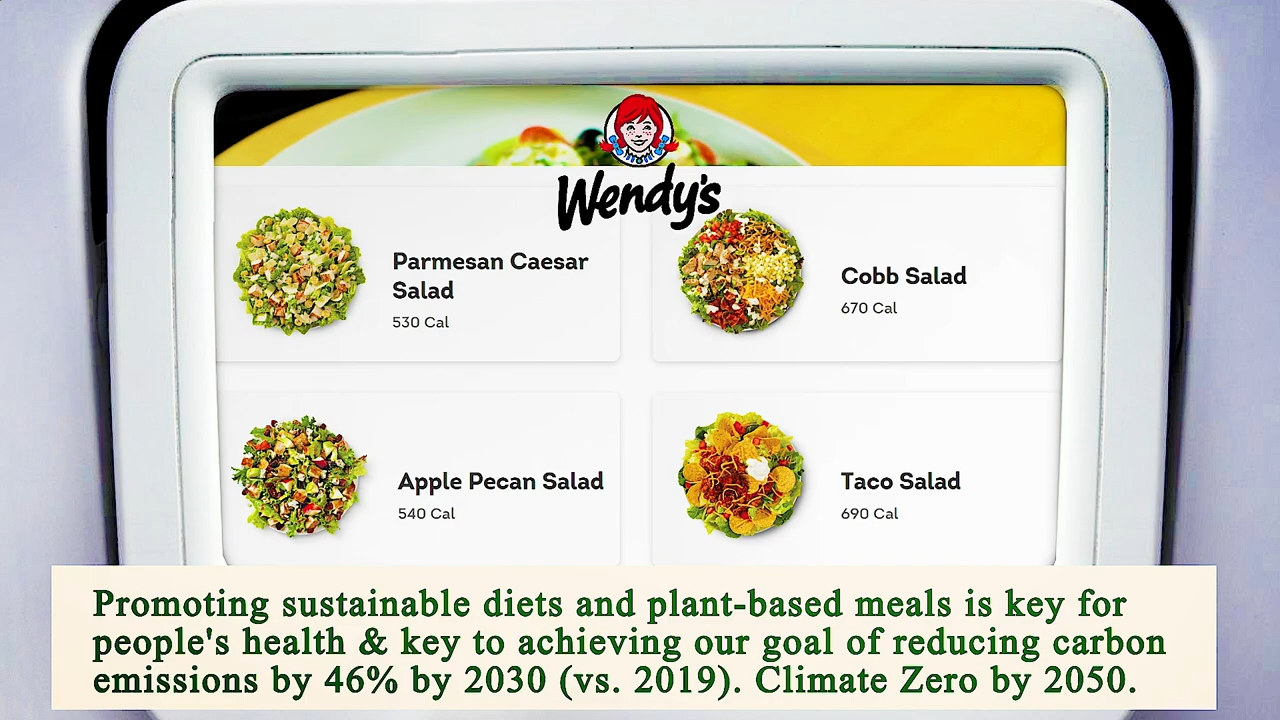 Wendy's
Parmesan Caesar
Salad
530 Cal
Cobb Salad
670 Cal
Apple Pecan Salad
540 Cal
Taco Salad
690 Cal
Promoting sustainable diets and plant-based meals is key for
people's health & key to achieving our goal of reducing carbon
emissions by 46% by 2030 (vs. 2019). Climate Zero by 2050.